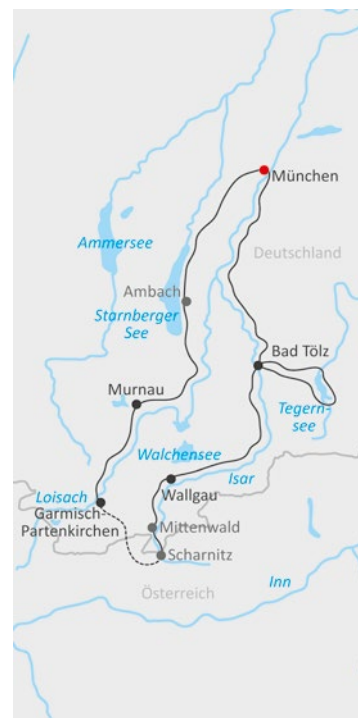 München
Ammersee
Deutschland
Ambach
Starnberger
See
Bad Tölz
Murnau
Tegern-
see
Walchensee
Isar
Loisach
Wallgau
Garmisch-
Partenkirchen
Mittenwald
Scharnitz
Inn
Österreich